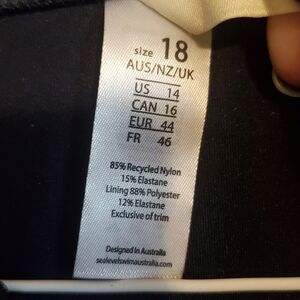 size 18
AUS/NZ/UK
US 14
CAN 16
EUR 44
FR 46
85% Recycled Nylon
15% Elastane
Lining 88% Polyester
12% Elastane
Exclusive of trim
Designed in Australia
sealevelswimaustralia.com